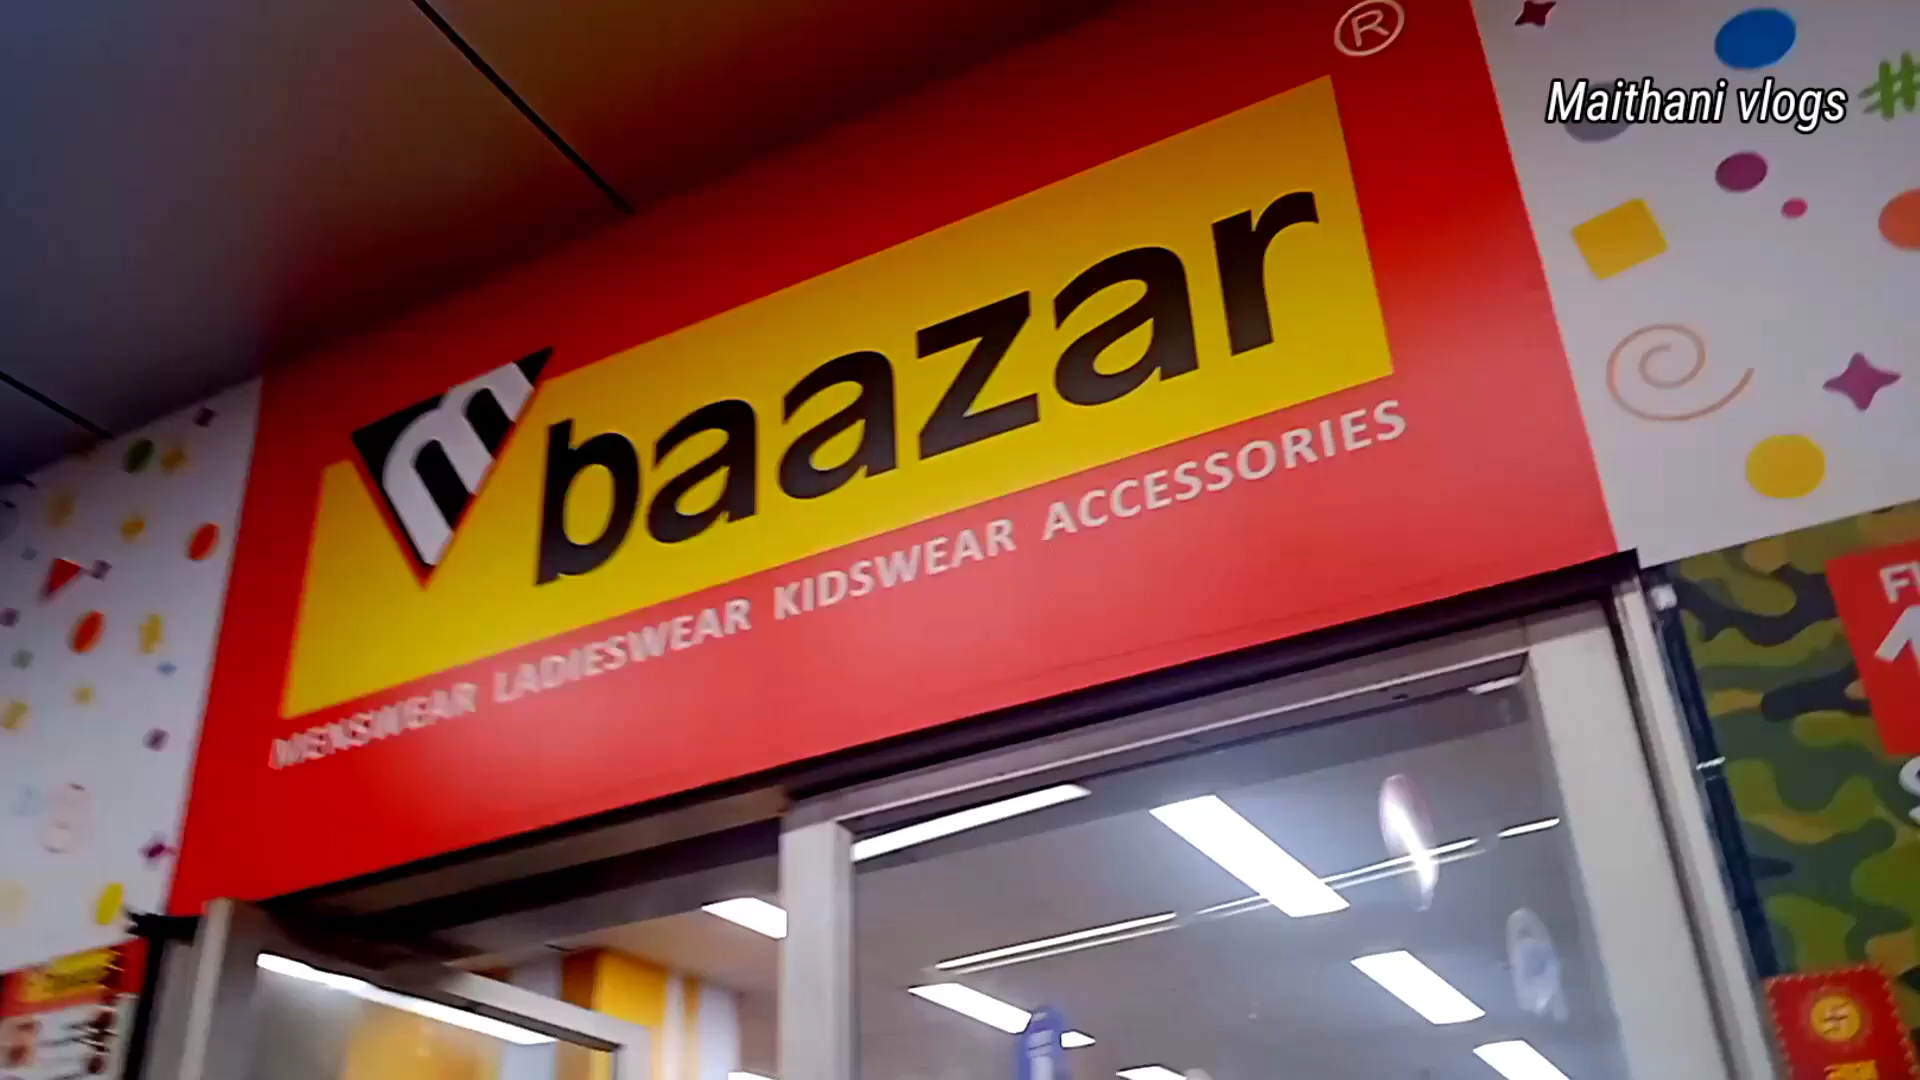 ®
Maithani vlogs
#
m baazar
MENSWEAR LADIESWEAR KIDSWEAR ACCESSORIES